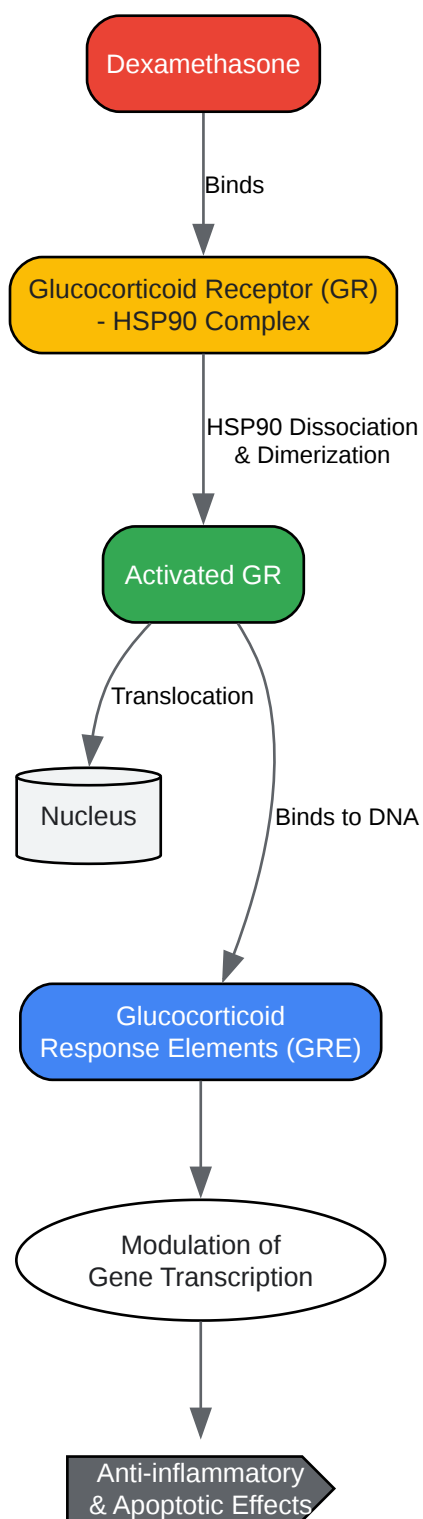 Dexamethasone
Binds
Glucocorticoid Receptor (GR)
- HSP90 Complex
HSP90 Dissociation
& Dimerization
Activated GR
Translocation
Nucleus
Binds to DNA
Glucocorticoid
Response Elements (GRE)
Modulation of
Gene Transcription
Anti-inflammatory
& Apoptotic Effects